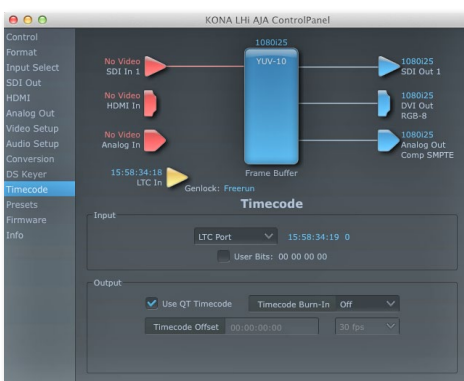 KONA LHi AJA ControlPanel
Control
Format
Input Select
SDI Out
HDMI
Analog Out
Video Setup
Audio Setup
Conversion
DS Keyer
Timecode
Presets
Firmware
Info
1080i25
YUV-10
No Video
SDI In 1
No Video
HDMI In
No Video
Analog In
15:58:34:18
LTC In
Genlock: Freerun
Frame Buffer
1080i25
SDI Out 1
1080i25
DVI Out
RGB-8
1080i25
Analog Out
Comp SMPTE
Timecode
Input
LTC Port
15:58:34:19 0
User Bits: 00 00 00 00
Output
Use QT Timecode
Timecode Burn-In Off
Timecode Offset 00:00:00:00
30 fps